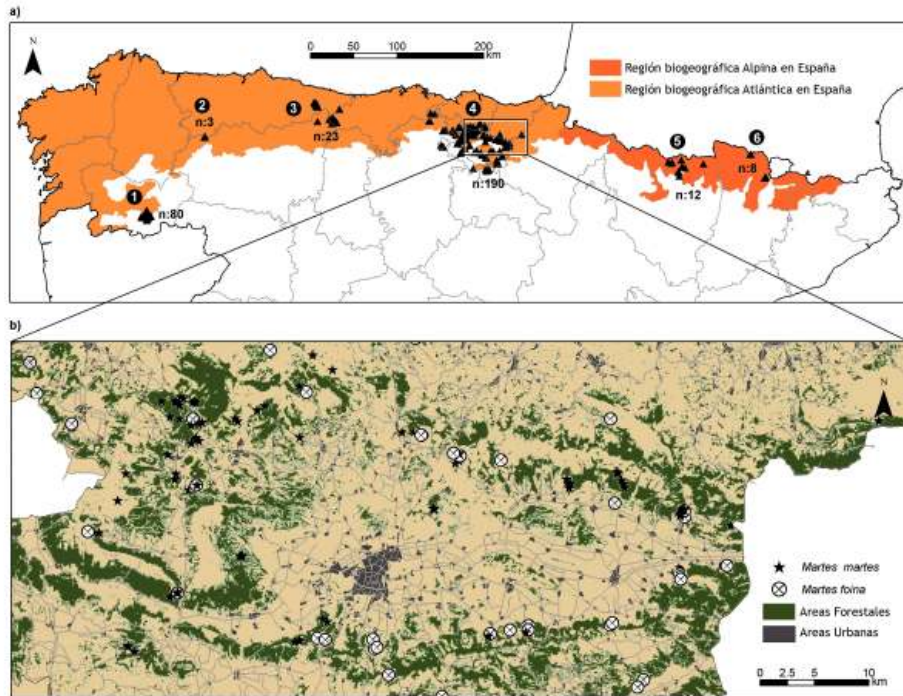 a)
N
0 50 100 200
km
Región biogeográfica Alpina en España
Región biogeográfica Atlántica en España
2
n:3
3
n:23
4
n:190
5
n:12
6
n:8
1
n:80
b)
N
Martes martes
Martes foina
Areas Forestales
Areas Urbanas
0 2.5 5 10
km